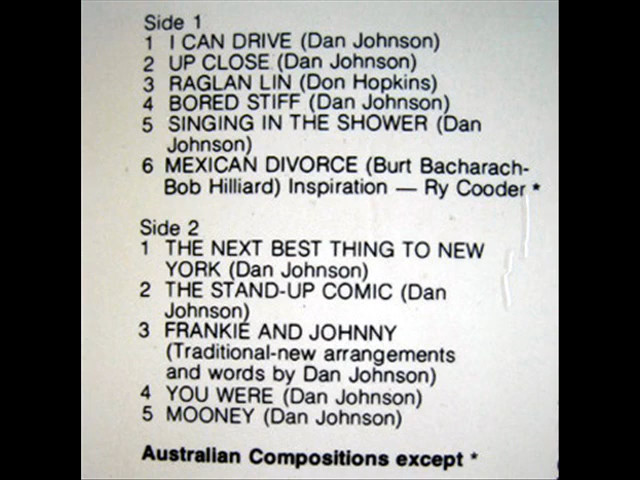 Side 1
1 I CAN DRIVE (Dan Johnson)
2 UP CLOSE (Dan Johnson)
3 RAGLAN LIN (Don Hopkins)
4 BORED STIFF (Dan Johnson)
5 SINGING IN THE SHOWER (Dan
Johnson)
6 MEXICAN DIVORCE (Burt Bacharach-
Bob Hilliard) Inspiration — Ry Cooder *
Side 2
1 THE NEXT BEST THING TO NEW
YORK (Dan Johnson)
2 THE STAND-UP COMIC (Dan
Johnson)
3 FRANKIE AND JOHNNY
(Traditional-new arrangements
and words by Dan Johnson)
4 YOU WERE (Dan Johnson)
5 MOONEY (Dan Johnson)
Australian Compositions except *